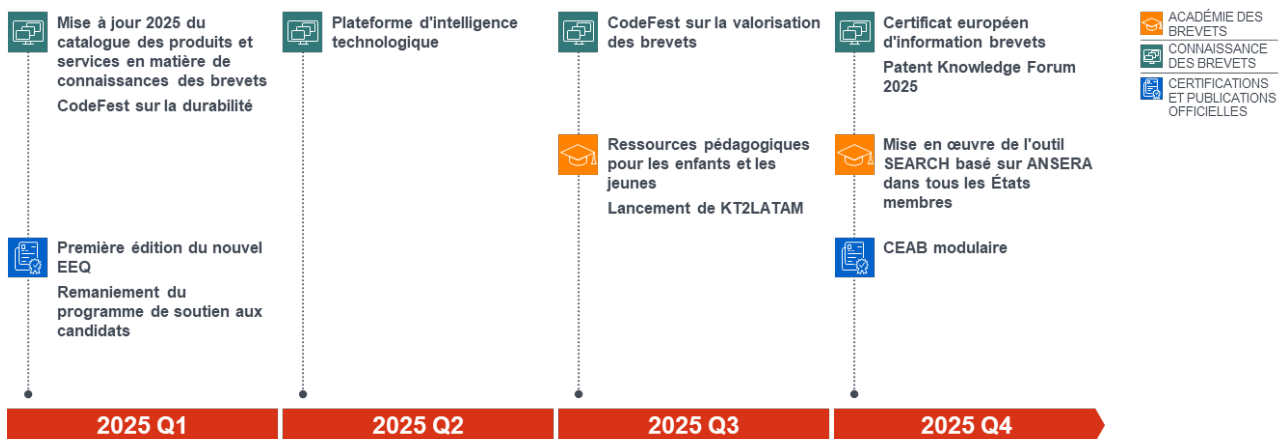 Mise à jour 2025 du
catalogue des produits et
services en matière de
connaissances des brevets
CodeFest sur la durabilité
Première édition du nouvel
EEQ
Remaniement du
programme de soutien aux
candidats
2025 Q1
Plateforme d'intelligence
technologique
2025 Q2
CodeFest sur la valorisation
des brevets
Ressources pédagogiques
pour les enfants et les
jeunes
Lancement de KT2LATAM
2025 Q3
Certificat européen
d'information brevets
Patent Knowledge Forum
2025
Mise en œuvre de l'outil
SEARCH basé sur ANSERA
dans tous les États
membres
CEAB modulaire
2025 Q4
ACADÉMIE DES
BREVETS
CONNAISSANCE
DES BREVETS
CERTIFICATIONS
ET PUBLICATIONS
OFFICIELLES